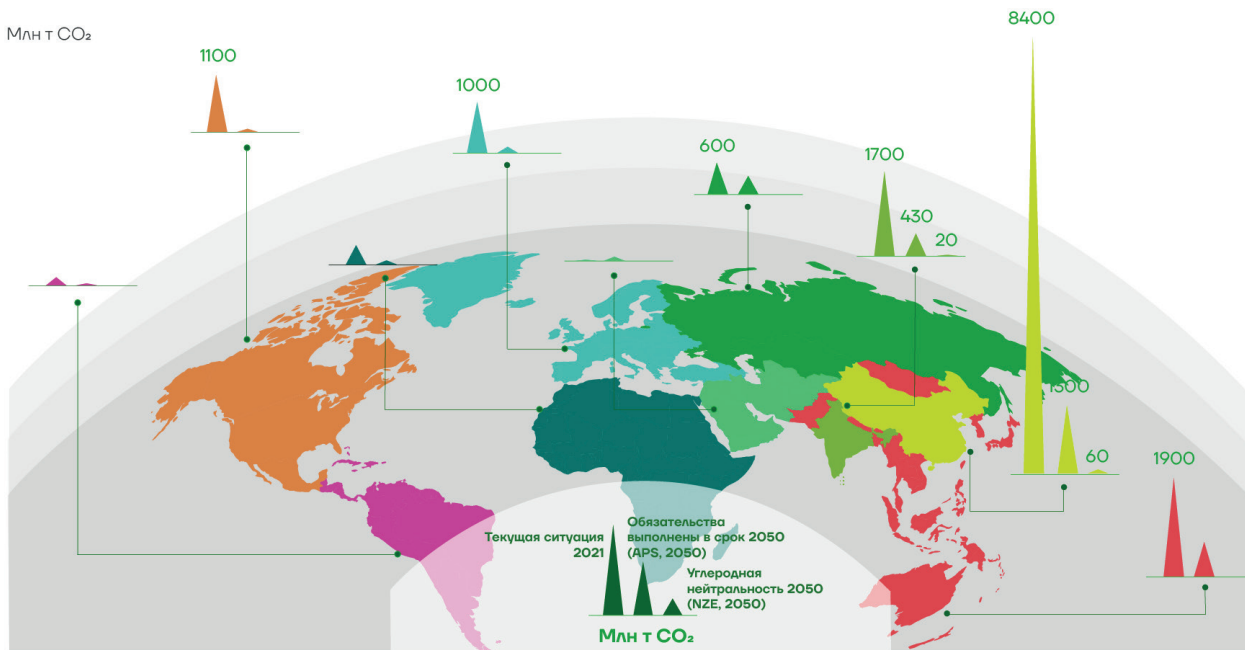 Млн т CO₂
8400
1100
1000
600
1700
430
20
1300
60
1900
Текущая ситуация
2021
Обязательства
выполнены в срок 2050
(APS, 2050)
Углеродная
нейтральность 2050
(NZE, 2050)
Млн т CO₂